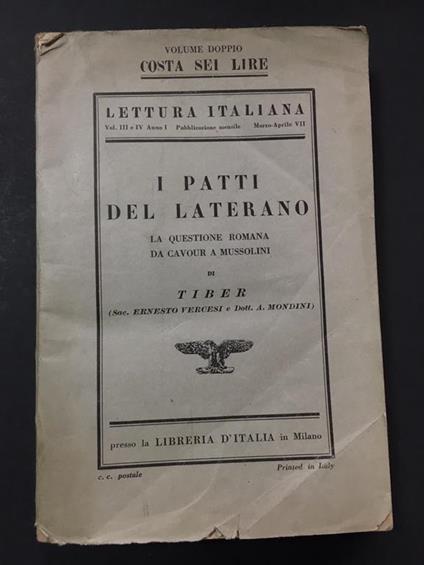 VOLUME DOPPIO
COSTA SEI LIRE
LETTURA ITALIANA
Vol. III e IV Anno I Pubblicazione mensile Marzo-Aprile VII
I PATTI
DEL LATERANO
LA QUESTIONE ROMANA
DA CAVOUR A MUSSOLINI
DI
TIBER
(Sac. ERNESTO VERCESI e Dott. A. MONDINI)
presso la LIBRERIA D'ITALIA in Milano
c. c. postale Printed in Italy